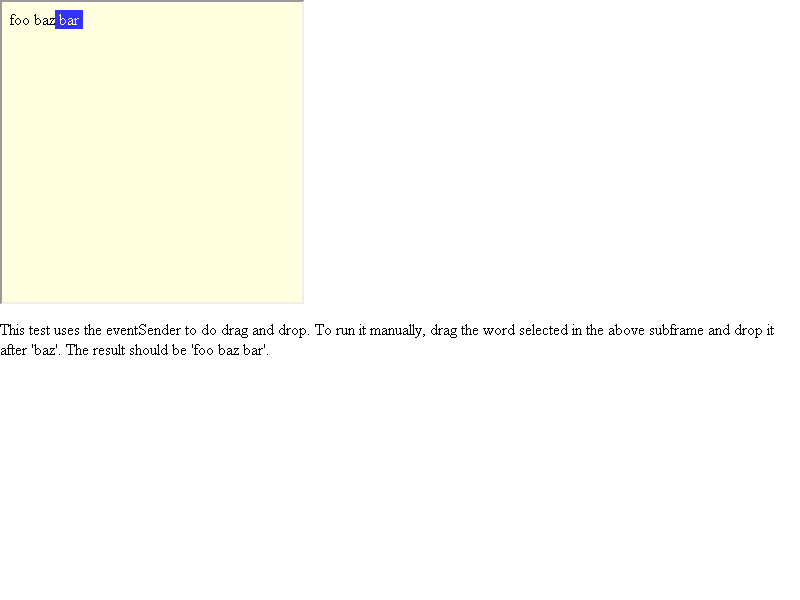 foo baz bar
This test uses the eventSender to do drag and drop. To run it manually, drag the word selected in the above subframe and drop it
after 'baz'. The result should be 'foo baz bar'.